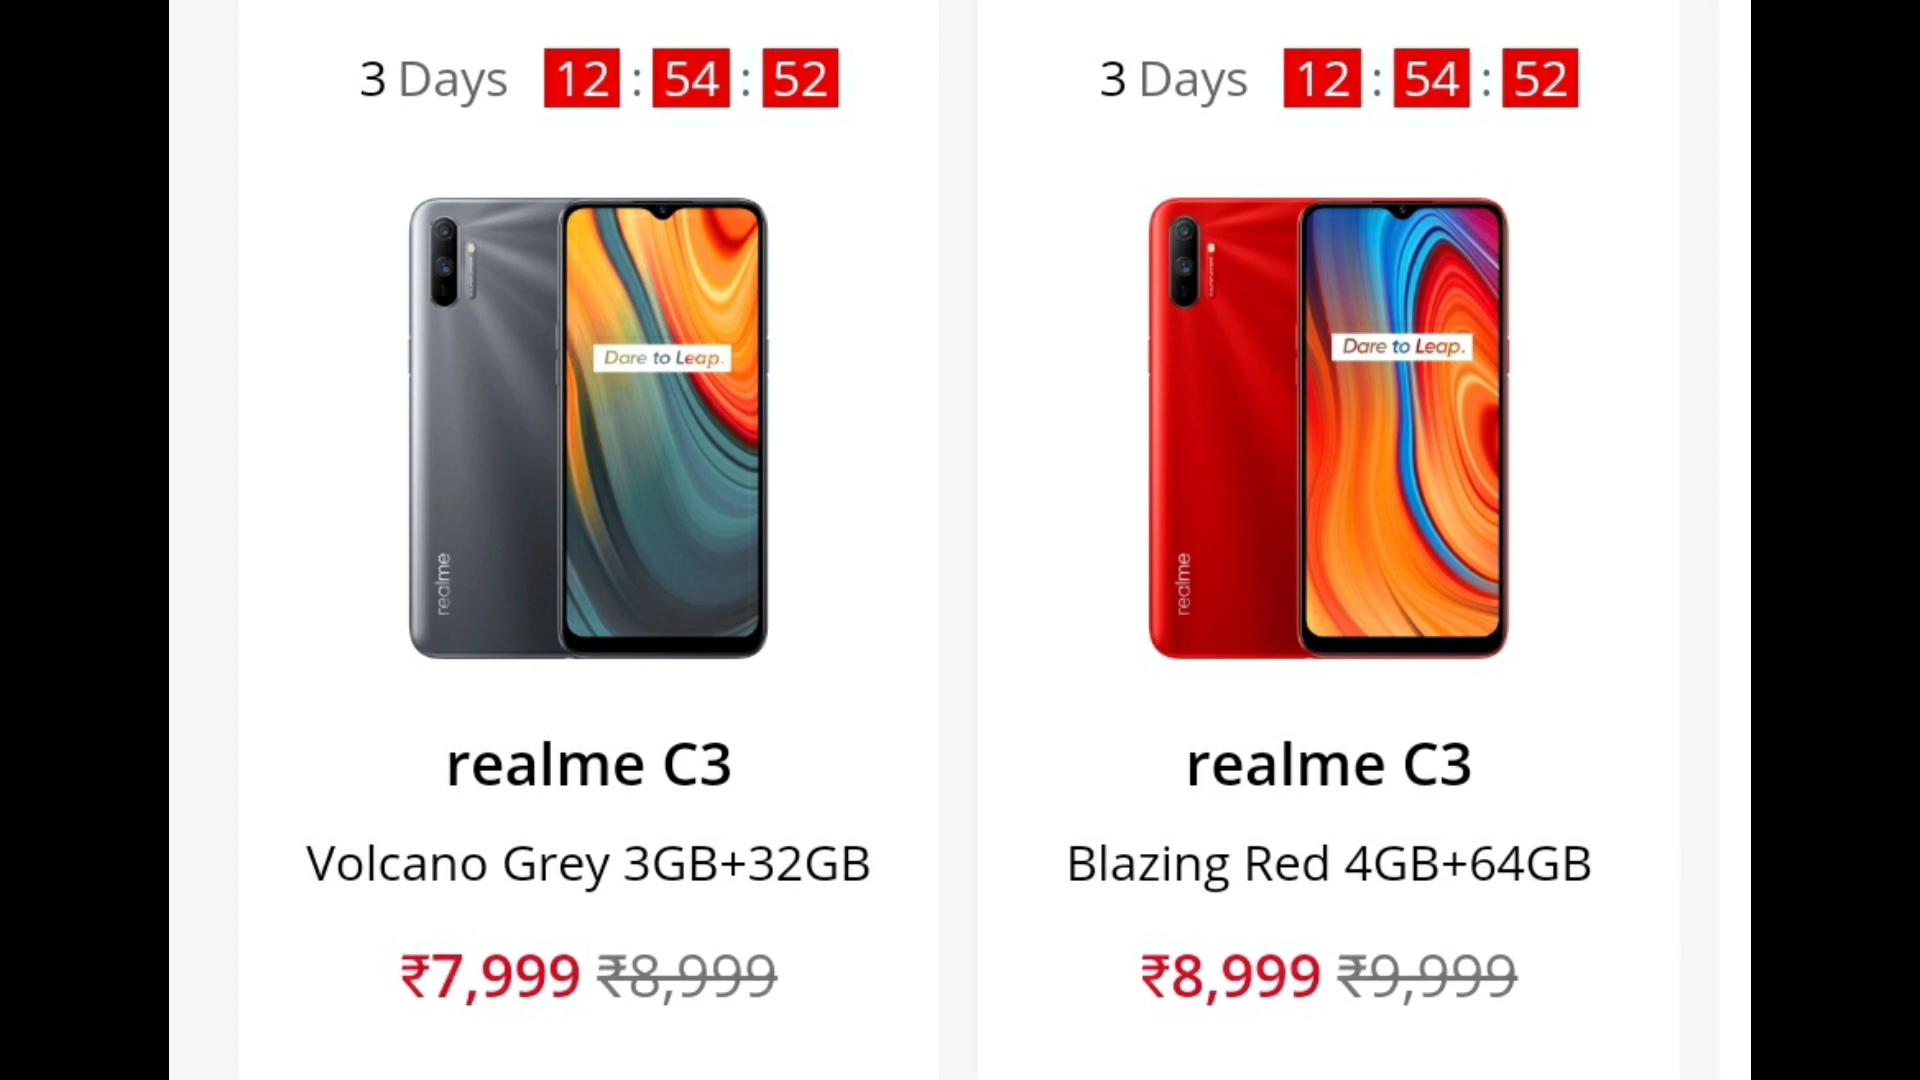 3 Days 12 : 54 : 52
Dare to Leap.
realme
realme C3
Volcano Grey 3GB+32GB
₹7,999 ₹8,999
3 Days 12 : 54 : 52
Dare to Leap.
realme
realme C3
Blazing Red 4GB+64GB
₹8,999 ₹9,999